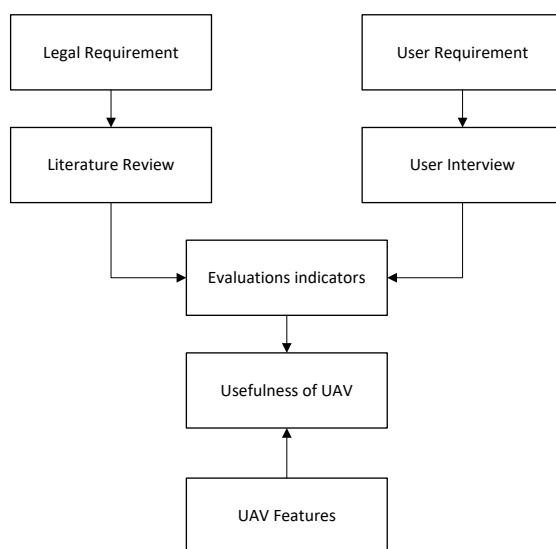 Legal Requirement
User Requirement
Literature Review
User Interview
Evaluations indicators
Usefulness of UAV
UAV Features